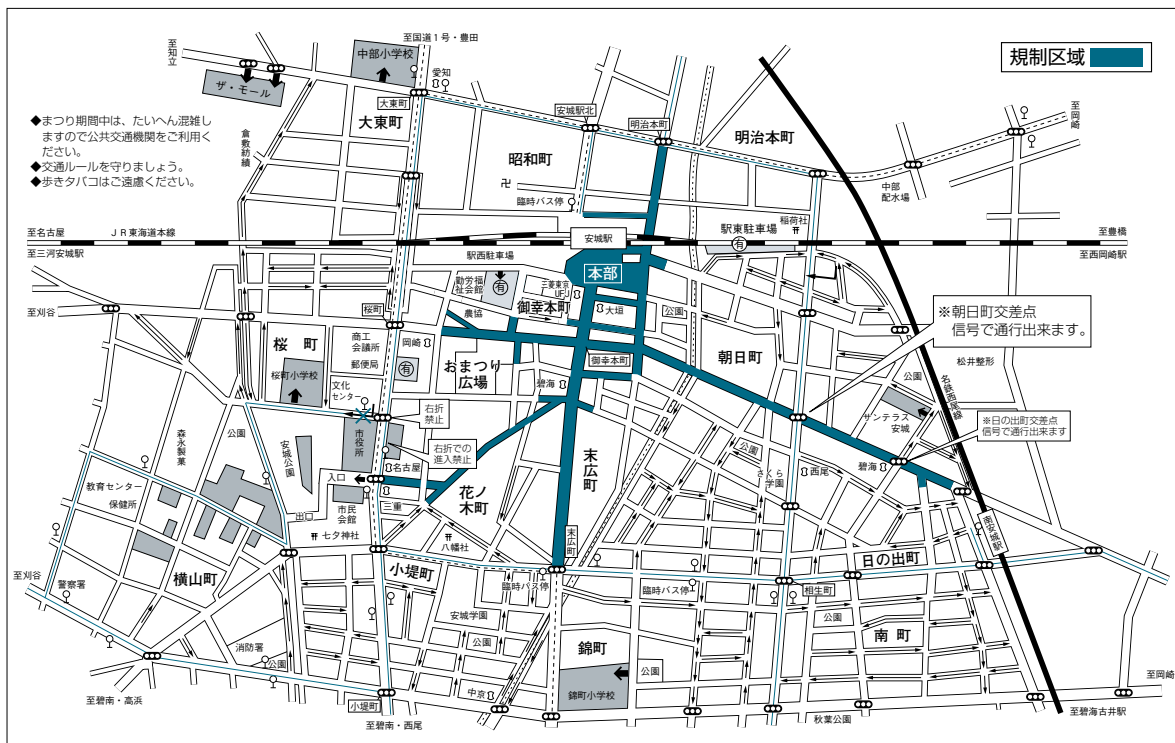 至国道1号・豊田
至知立
中部小学校
愛知
ザ・モール
大東町
大東町
安城駅北
明治本町
明治本町
規制区域
至岡崎
◆まつり期間中は、たいへん混雑し
ますので公共交通機関をご利用く
ださい。
◆交通ルールを守りましょう。
◆歩きタバコはご遠慮ください。
倉敷紡績
昭和町
臨時バス停
中部
配水場
稲荷社
駅東駐車場
有
至名古屋
JR東海道本線
安城駅
至豊橋
至三河安城駅
至西岡崎駅
駅西駐車場
本部
勤労福
祉会館
有
三菱東京
UFJ
御幸本町
大垣
公園
農協
至刈谷
桜町
※朝日町交差点
信号で通行出来ます。
桜 町
商工
会議所
岡崎
郵便局
有
おまつり
広場
御幸本町
朝日町
松井整形
桜町小学校
文化
センター
碧海
公園
名鉄西尾線
サンテラス
安城
右折
禁止
※日の出町交差点
信号で通行出来ます
公園
森永製菓
安城公園
市役所
右折での
進入禁止
末広町
公園
さくら
学園
西尾
碧海
名古屋
教育センター
保健所
入口
花ノ
木町
三重
出口
市民
会館
七夕神社
八幡社
末広町
南安城駅
日の出町
至刈谷
警察署
横山町
小堤町
臨時バス停
臨時バス停
相生町
安城学園
公園
公園
消防署
公園
錦町
南 町
公園
錦町小学校
中京
至岡崎
至碧南・高浜
小堤町
至碧南・西尾
秋葉公園
至碧海古井駅